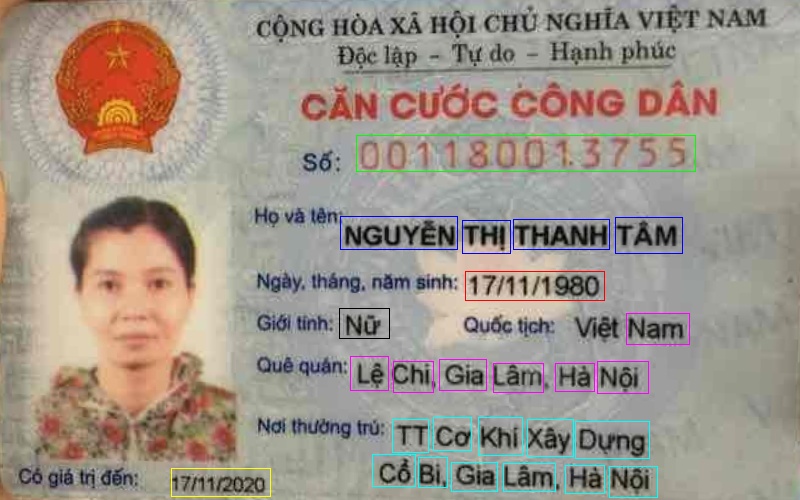 CỘNG HÒA XÃ HỘI CHỦ NGHĨA VIỆT NAM
Độc lập - Tự do - Hạnh phúc
CĂN CƯỚC CÔNG DÂN
Số: 001180013755
Họ và tên: NGUYỄN THỊ THANH TÂM
Ngày, tháng, năm sinh: 17/11/1980
Giới tính: Nữ Quốc tịch: Việt Nam
Quê quán: Lệ Chi, Gia Lâm, Hà Nội
Nơi thường trú: TT Cơ Khí Xây Dựng
Cổ Bi, Gia Lâm, Hà Nội
Có giá trị đến: 17/11/2020